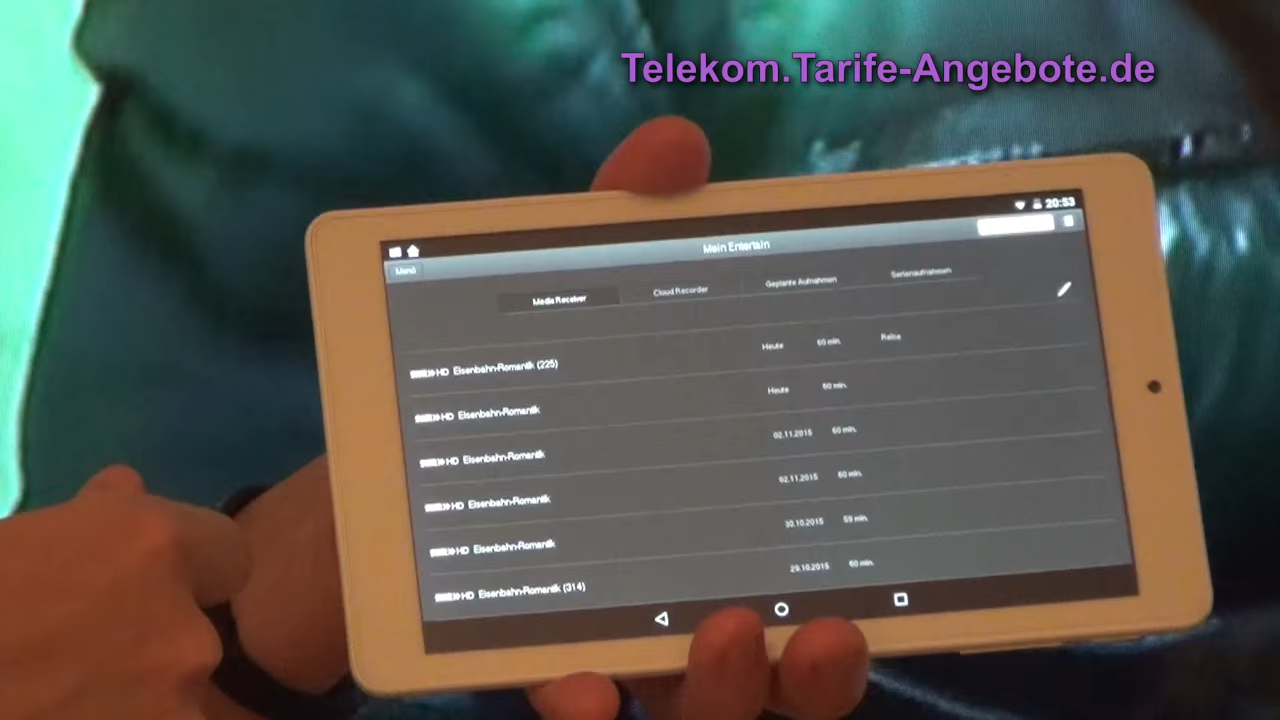 Telekom.Tarife-Angebote.de
20:53
Menü
Mein Entertain
Media Receiver
Cloud Recorder
Geplante Aufnahmen
Serienaufnahmen
HD Eisenbahn-Romantik (225) Heute 60 min. Reise
HD Eisenbahn-Romantik Heute 60 min.
HD Eisenbahn-Romantik 02.11.2015 60 min.
HD Eisenbahn-Romantik 02.11.2015 60 min.
HD Eisenbahn-Romantik 30.10.2015 59 min.
HD Eisenbahn-Romantik (314) 29.10.2015 60 min.